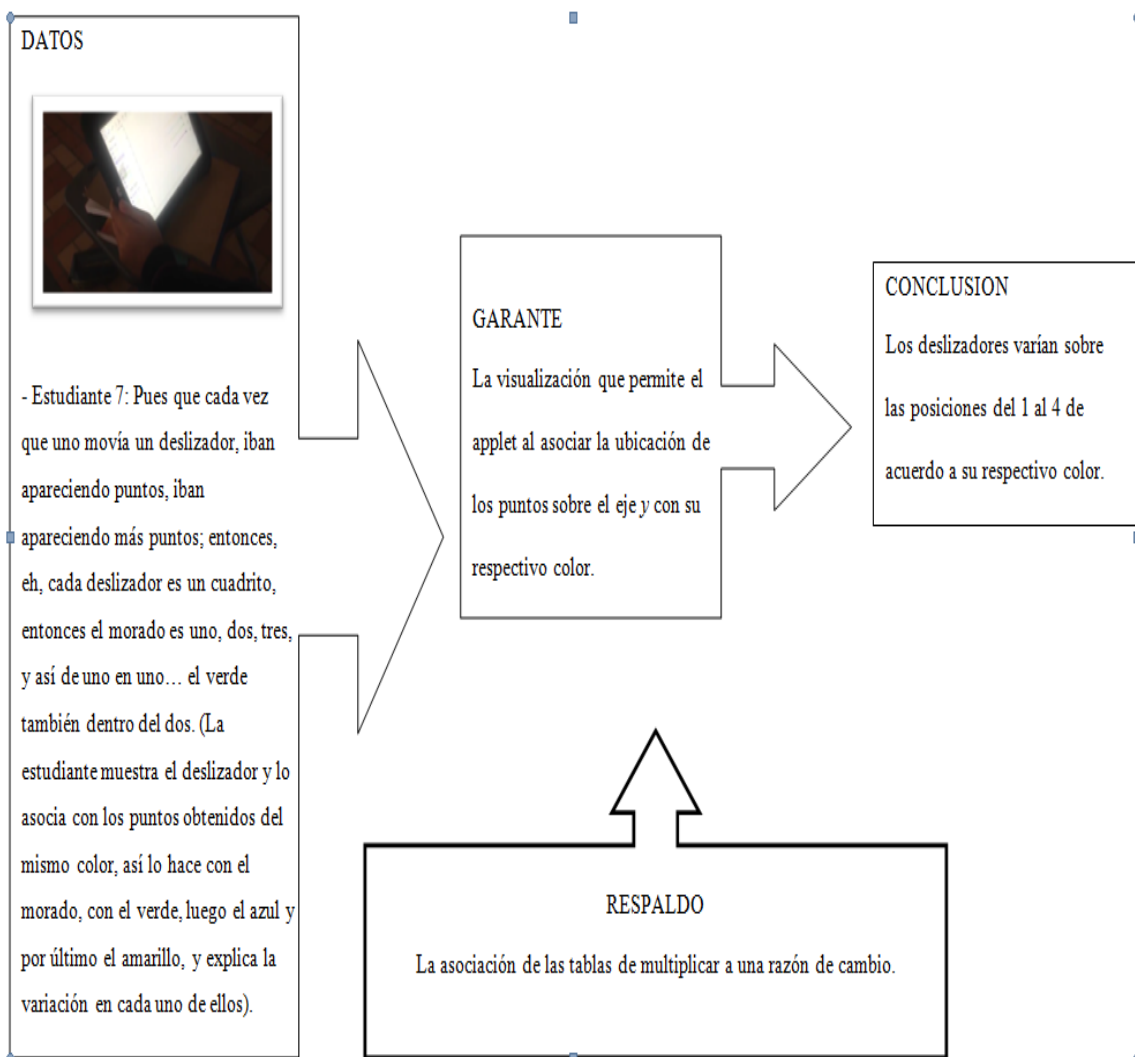 DATOS
- Estudiante 7: Pues que cada vez
que uno movía un deslizador, iban
apareciendo puntos, iban
apareciendo más puntos; entonces,
eh, cada deslizador es un cuadrito,
entonces el morado es uno, dos, tres,
y así de uno en uno… el verde
también dentro del dos. (La
estudiante muestra el deslizador y lo
asocia con los puntos obtenidos del
mismo color, así lo hace con el
morado, con el verde, luego el azul y
por último el amarillo, y explica la
variación en cada uno de ellos).
GARANTE
La visualización que permite el
applet al asociar la ubicación de
los puntos sobre el eje y con su
respectivo color.
CONCLUSION
Los deslizadores varían sobre
las posiciones del 1 al 4 de
acuerdo a su respectivo color.
RESPALDO
La asociación de las tablas de multiplicar a una razón de cambio.